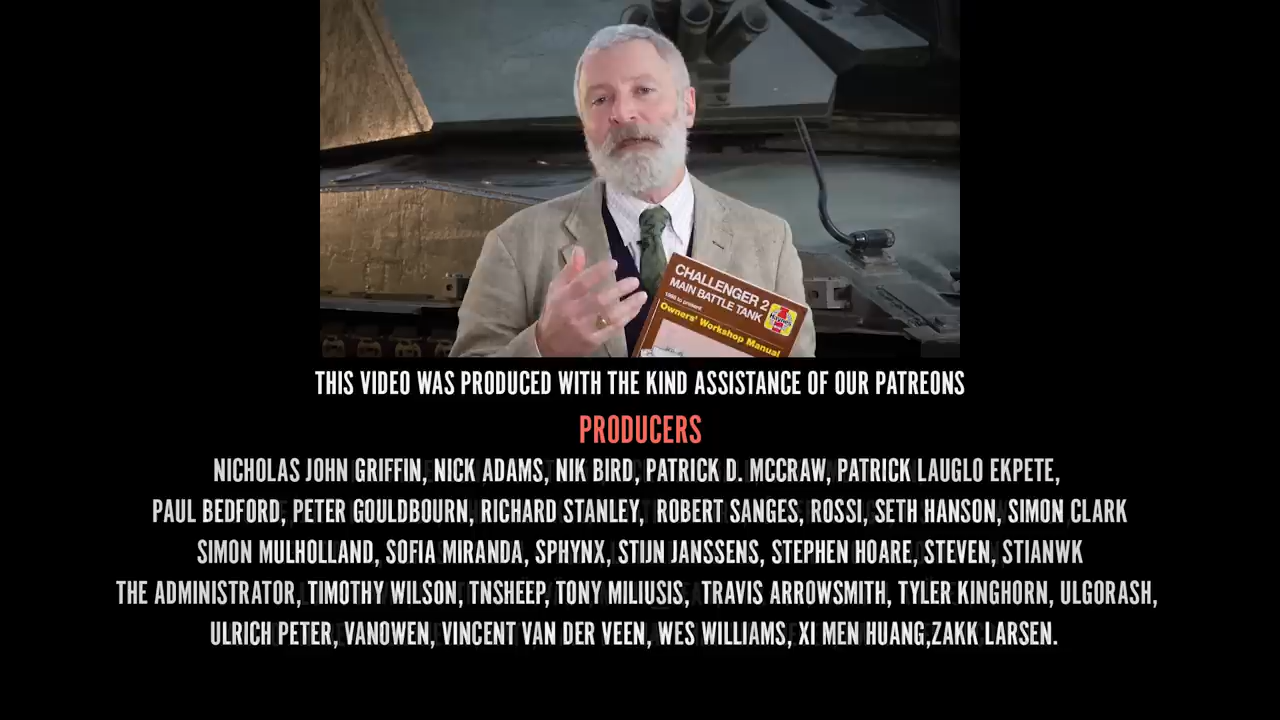 CHALLENGER 2
MAIN BATTLE TANK
1998 to present
Haynes
Owners' Workshop Manual
THIS VIDEO WAS PRODUCED WITH THE KIND ASSISTANCE OF OUR PATREONS
PRODUCERS
NICHOLAS JOHN GRIFFIN, NICK ADAMS, NIK BIRD, PATRICK D. MCCRAW, PATRICK LAUGLO EKPETE,
PAUL BEDFORD, PETER GOULDBOURN, RICHARD STANLEY, ROBERT SANGES, ROSSI, SETH HANSON, SIMON CLARK
SIMON MULHOLLAND, SOFIA MIRANDA, SPHYNX, STIJN JANSSENS, STEPHEN HOARE, STEVEN, STIANWK
THE ADMINISTRATOR, TIMOTHY WILSON, TNSHEEP, TONY MILIUSIS, TRAVIS ARROWSMITH, TYLER KINGHORN, ULGORASH,
ULRICH PETER, VANOWEN, VINCENT VAN DER VEEN, WES WILLIAMS, XI MEN HUANG,ZAKK LARSEN.